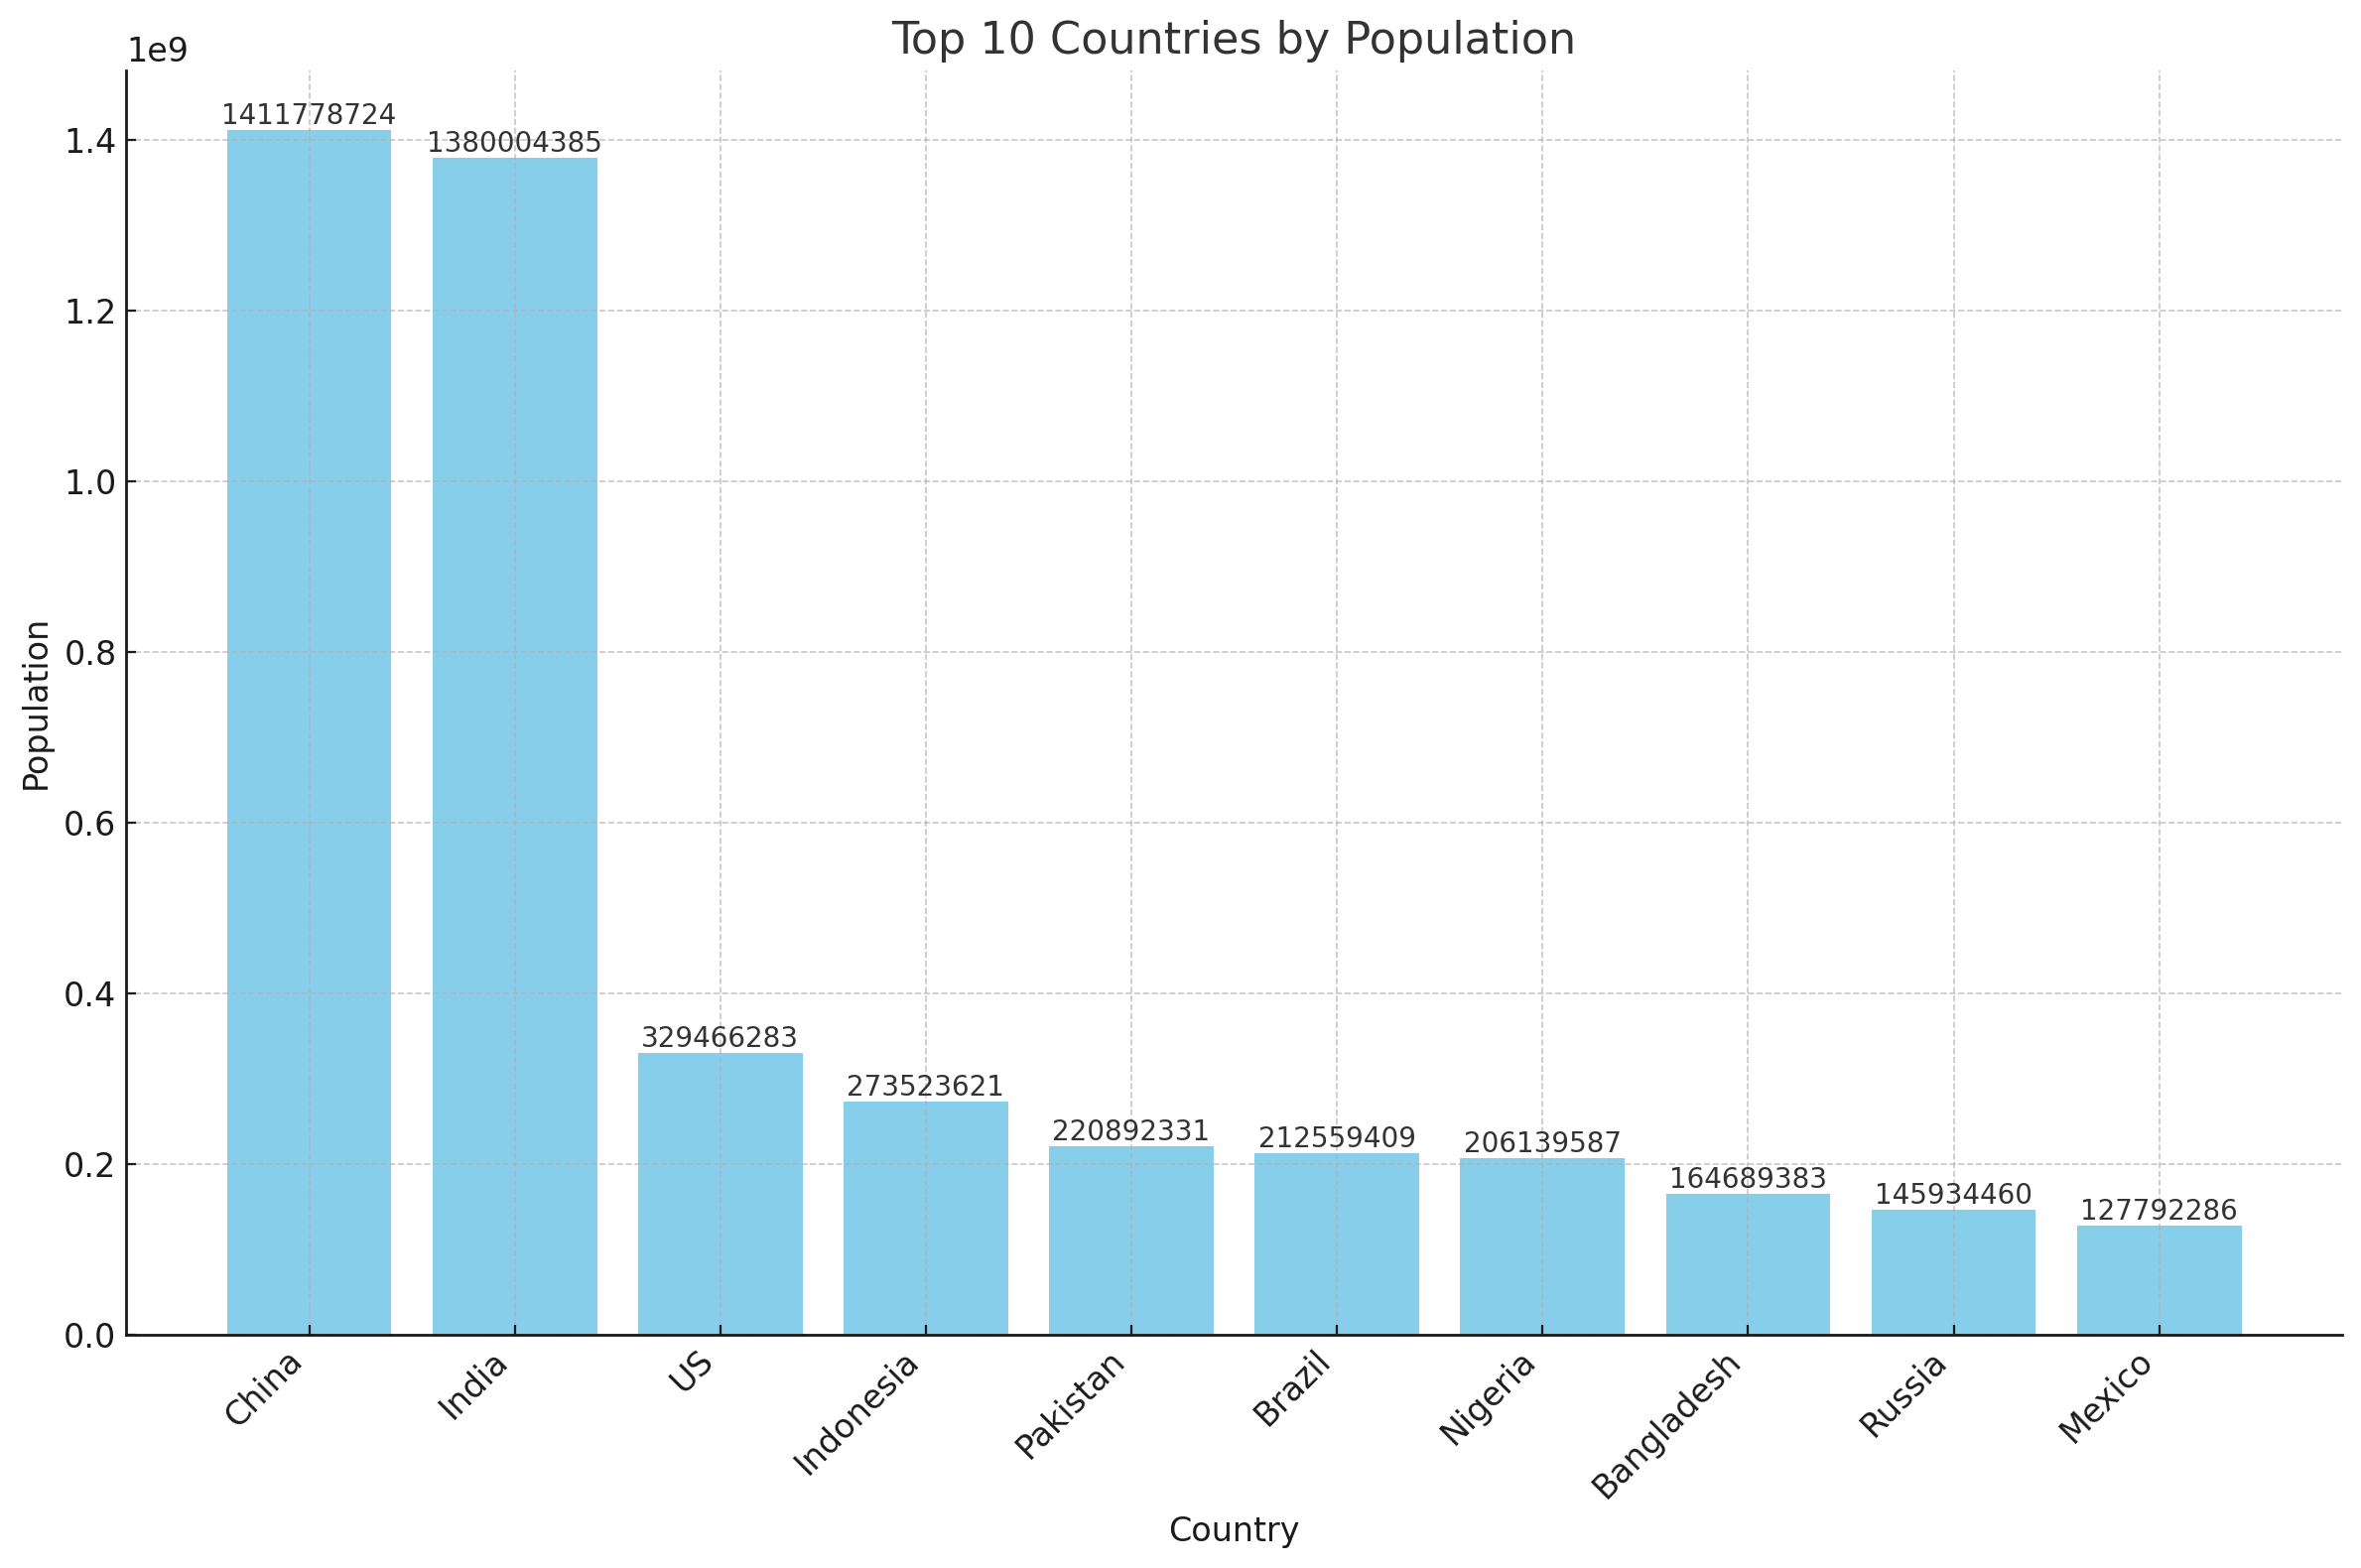 Top 10 Countries by Population
1e9
1411778724
1380004385
329466283
273523621
220892331
212559409
206139587
164689383
145934460
127792286
1.4
1.2
1.0
0.8
0.6
0.4
0.2
0.0
Population
China
India
US
Indonesia
Pakistan
Brazil
Nigeria
Bangladesh
Russia
Mexico
Country